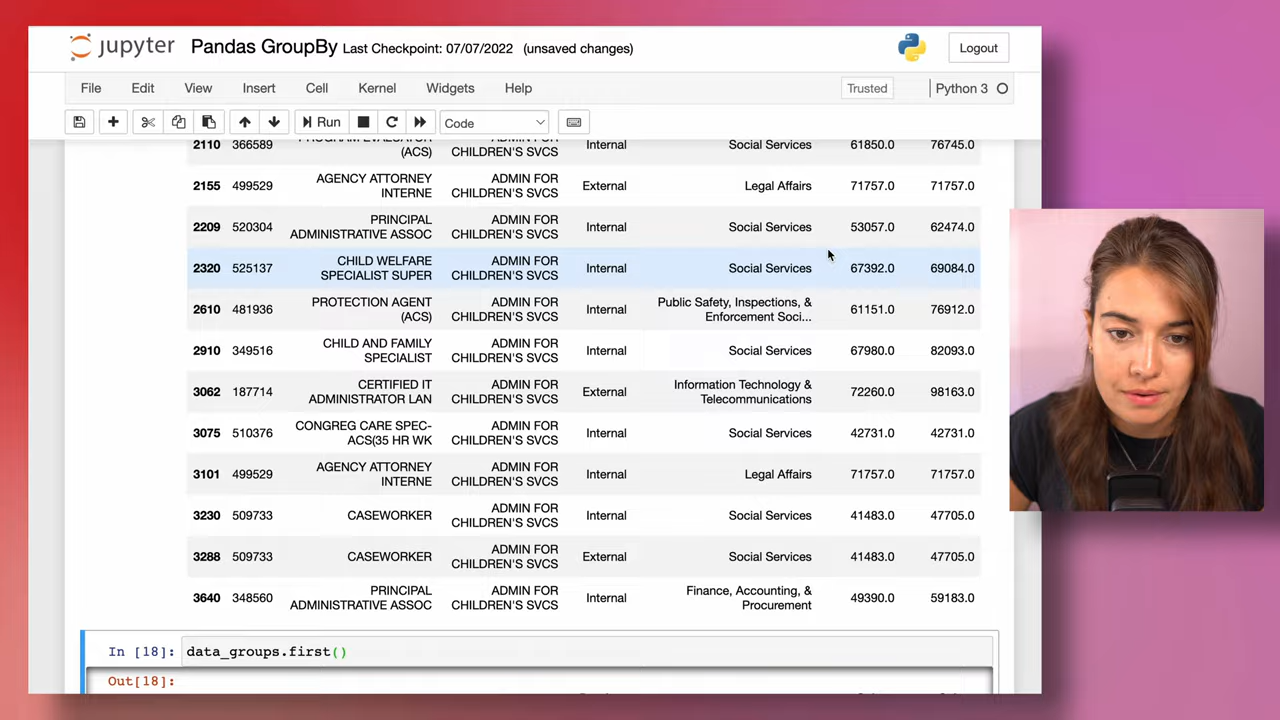 jupyter Pandas GroupBy Last Checkpoint: 07/07/2022 (unsaved changes) Logout
File Edit View Insert Cell Kernel Widgets Help Trusted Python 3
Run Code
2110 366589 PROGRAM EVALUATOR (ACS) ADMIN FOR CHILDREN'S SVCS Internal Social Services 61850.0 76745.0
2155 499529 AGENCY ATTORNEY INTERNE ADMIN FOR CHILDREN'S SVCS External Legal Affairs 71757.0 71757.0
2209 520304 PRINCIPAL ADMINISTRATIVE ASSOC ADMIN FOR CHILDREN'S SVCS Internal Social Services 53057.0 62474.0
2320 525137 CHILD WELFARE SPECIALIST SUPER ADMIN FOR CHILDREN'S SVCS Internal Social Services 67392.0 69084.0
2610 481936 PROTECTION AGENT (ACS) ADMIN FOR CHILDREN'S SVCS Internal Public Safety, Inspections, & Enforcement Soci... 61151.0 76912.0
2910 349516 CHILD AND FAMILY SPECIALIST ADMIN FOR CHILDREN'S SVCS Internal Social Services 67980.0 82093.0
3062 187714 CERTIFIED IT ADMINISTRATOR LAN ADMIN FOR CHILDREN'S SVCS External Information Technology & Telecommunications 72260.0 98163.0
3075 510376 CONGREG CARE SPEC-ACS(35 HR WK ADMIN FOR CHILDREN'S SVCS Internal Social Services 42731.0 42731.0
3101 499529 AGENCY ATTORNEY INTERNE ADMIN FOR CHILDREN'S SVCS Internal Legal Affairs 71757.0 71757.0
3230 509733 CASEWORKER ADMIN FOR CHILDREN'S SVCS Internal Social Services 41483.0 47705.0
3288 509733 CASEWORKER ADMIN FOR CHILDREN'S SVCS External Social Services 41483.0 47705.0
3640 348560 PRINCIPAL ADMINISTRATIVE ASSOC ADMIN FOR CHILDREN'S SVCS Internal Finance, Accounting, & Procurement 49390.0 59183.0
In [18]: data_groups.first()
Out[18]: